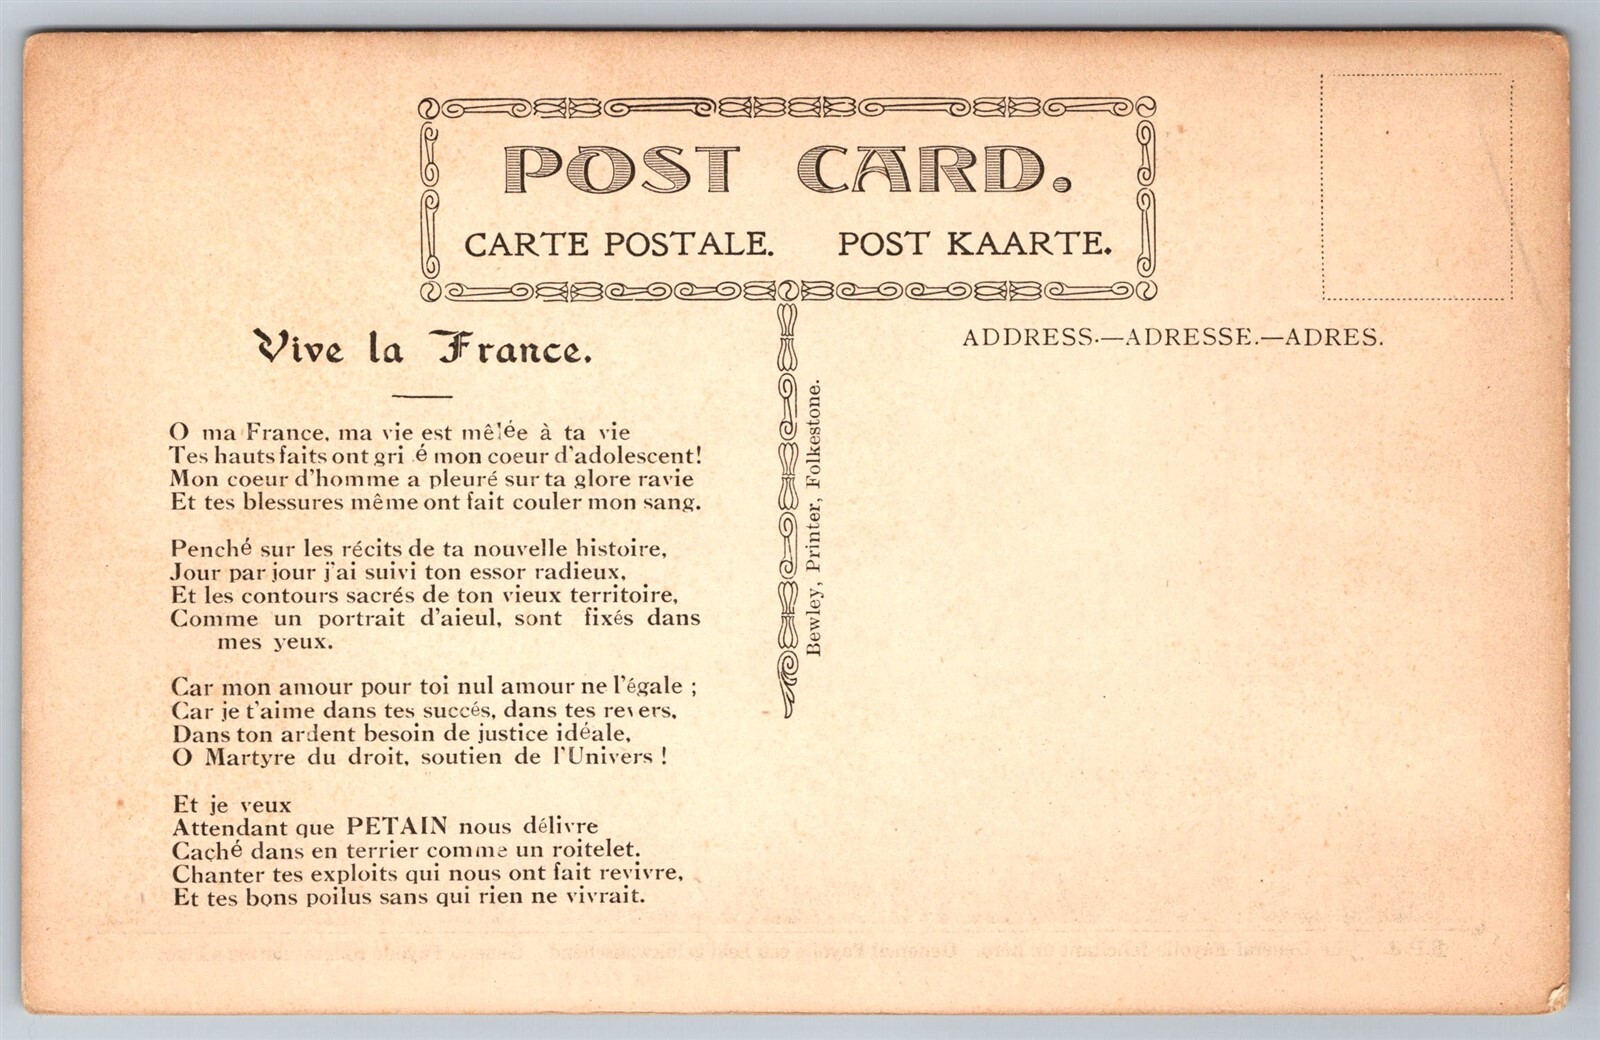 POST CARD.
CARTE POSTALE. POST KAARTE.
Vive la France.
ADDRESS.—ADRESSE.—ADRES.
Bewley, Printer, Folkestone.
O ma France, ma vie est mêlée à ta vie
Tes hauts faits ont gri é mon coeur d'adolescent!
Mon coeur d'homme a pleuré sur ta glore ravie
Et tes blessures même ont fait couler mon sang.
Penché sur les récits de ta nouvelle histoire,
Jour par jour j'ai suivi ton essor radieux,
Et les contours sacrés de ton vieux territoire,
Comme un portrait d'aieul, sont fixés dans
mes yeux.
Car mon amour pour toi nul amour ne l'égale ;
Car je t'aime dans tes succés, dans tes revers,
Dans ton ardent besoin de justice idéale,
O Martyre du droit, soutien de l'Univers !
Et je veux
Attendant que PETAIN nous délivre
Caché dans en terrier comme un roitelet.
Chanter tes exploits qui nous ont fait revivre,
Et tes bons poilus sans qui rien ne vivrait.